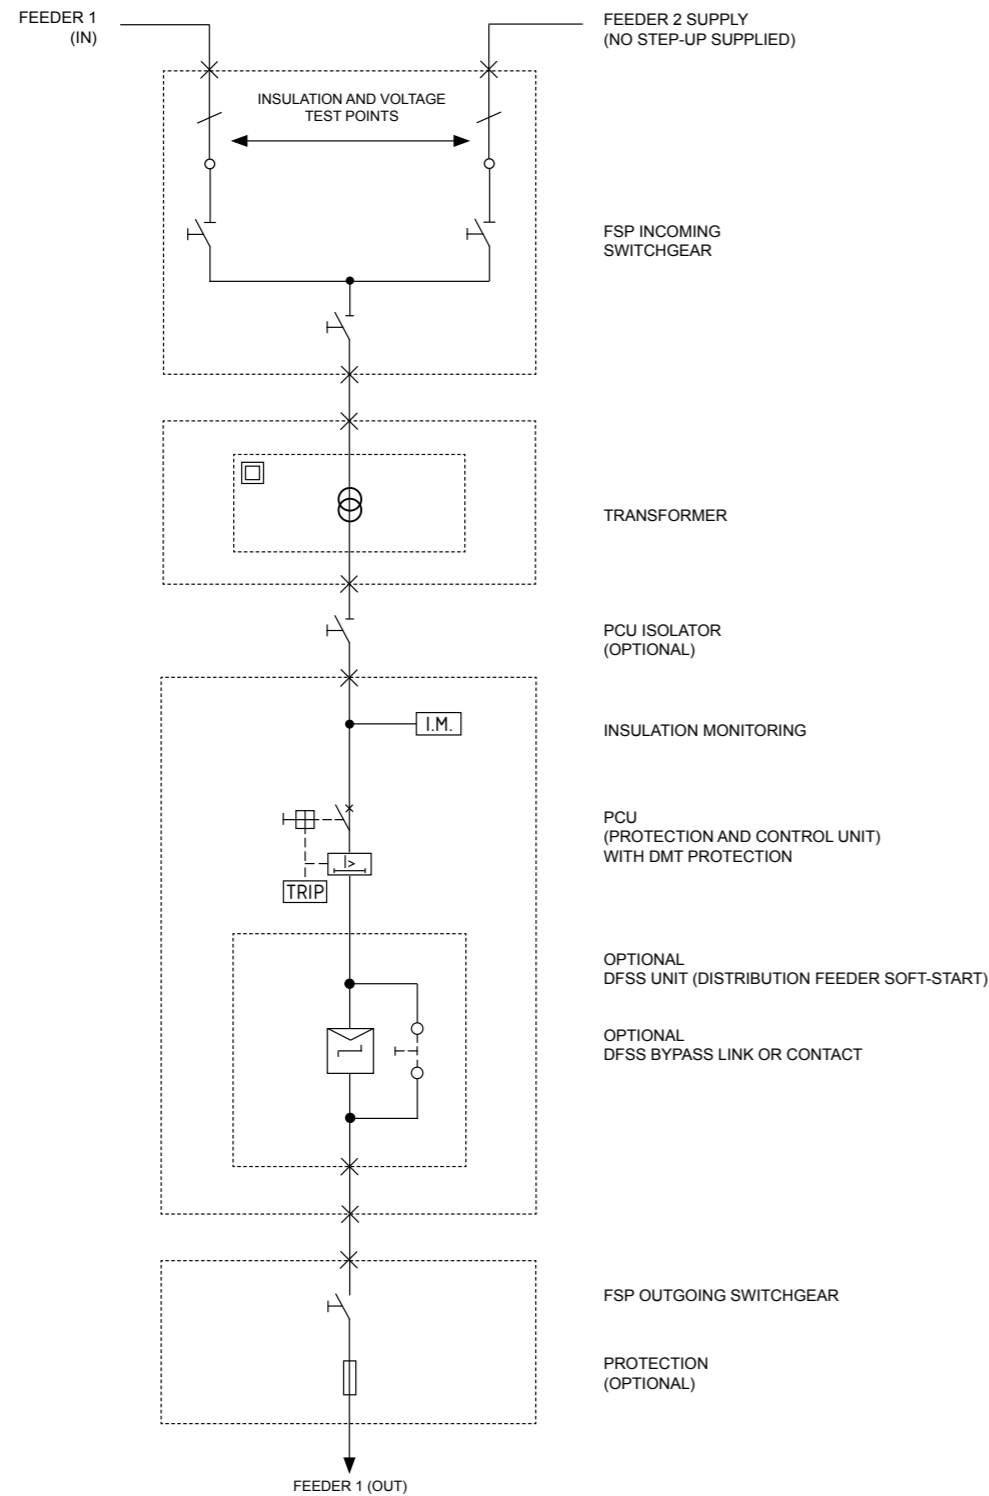 FEEDER 1
(IN)
FEEDER 2 SUPPLY
(NO STEP-UP SUPPLIED)
INSULATION AND VOLTAGE
TEST POINTS
FSP INCOMING
SWITCHGEAR
TRANSFORMER
PCU ISOLATOR
(OPTIONAL)
I.M.
INSULATION MONITORING
PCU
(PROTECTION AND CONTROL UNIT)
WITH DMT PROTECTION
I>
TRIP
OPTIONAL
DFSS UNIT (DISTRIBUTION FEEDER SOFT-START)
OPTIONAL
DFSS BYPASS LINK OR CONTACT
FSP OUTGOING SWITCHGEAR
PROTECTION
(OPTIONAL)
FEEDER 1 (OUT)